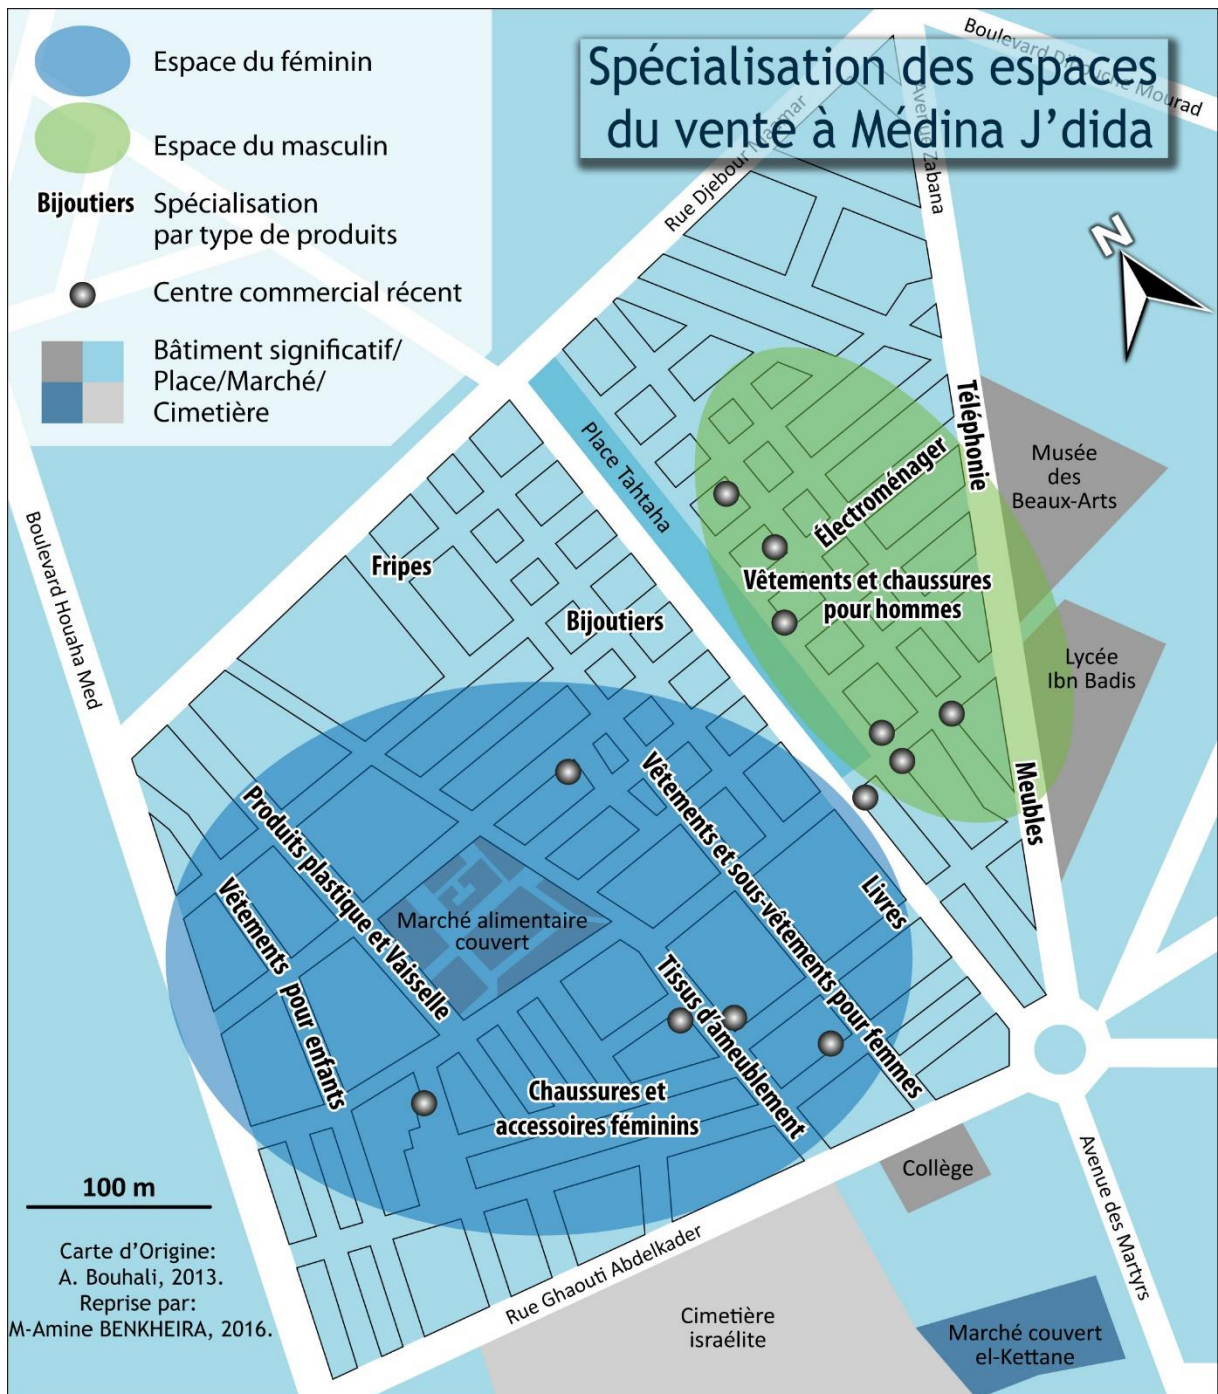 Espace du féminin
Espace du masculin
Bijoutiers
Spécialisation
par type de produits
Centre commercial récent
Bâtiment significatif/
Place/Marché/
Cimetière
Spécialisation des espaces
du vente à Médina J'dida
Boulevard D Mourad
Rue Djebour
Avenue Zabana
N
Téléphonie
Musée
des
Beaux-Arts
Place Tahtaha
Électroménager
Vêtements et chaussures
pour hommes
Lycée
Ibn Badis
Boulevard Houaha Med
Fripes
Bijoutiers
Meubles
Produits plastique et Vaisselle
Vêtements et sous-vêtements pour femmes
Livres
Vêtements pour enfants
Marché alimentaire
couvert
Tissus d'ameublement
Chaussures et
accessoires féminins
100 m
Collège
Avenue des Martyrs
Rue Ghaouti Abdelkader
Cimetière
israélite
Marché couvert
el-Kettane
Carte d'Origine:
A. Bouhali, 2013.
Reprise par:
M-Amine BENKHEIRA, 2016.